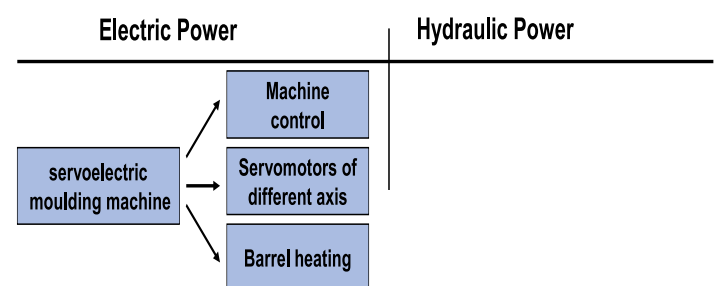 Electric Power
Hydraulic Power
Machine
control
servoelectric
moulding machine
Servomotors of
different axis
Barrel heating